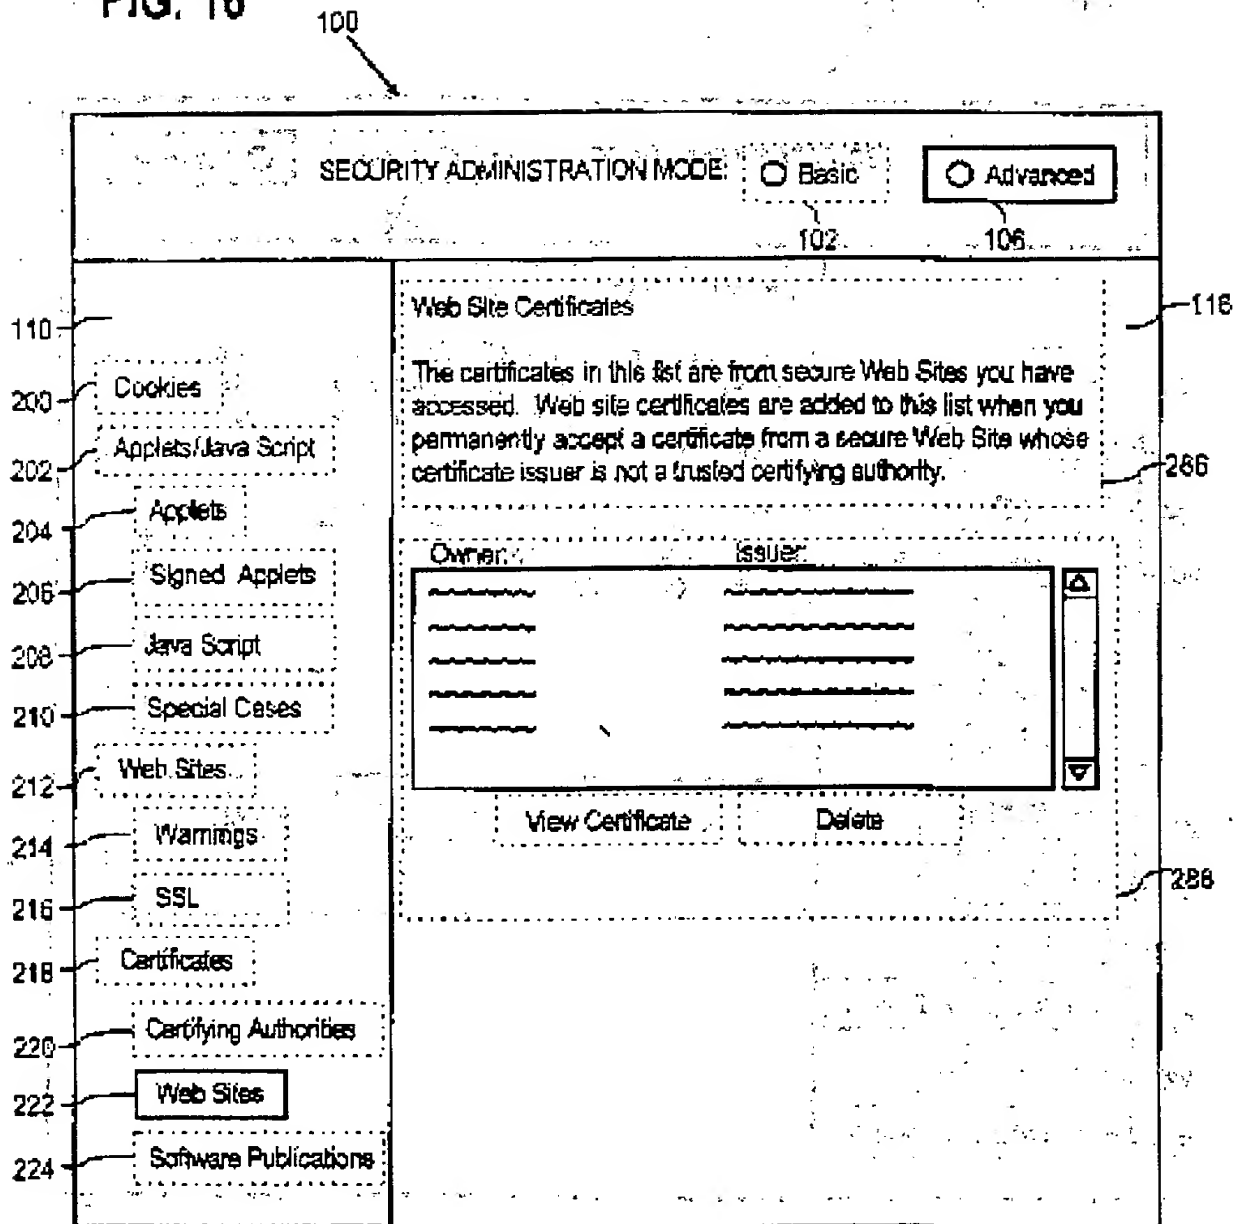 FIG. 16
100
SECURITY ADMINISTRATION MODE: Basic Advanced
102 106
110
116
Web Site Certificates
The certificates in this list are from secure Web Sites you have
accessed. Web site certificates are added to this list when you
permanently accept a certificate from a secure Web Site whose
certificate issuer is not a trusted certifying authority.
286
200 Cookies
202 Applets/Java Script
204 Applets
206 Signed Applets
208 Java Script
210 Special Cases
212 Web Sites
214 Warnings
216 SSL
218 Certificates
220 Certifying Authorities
222 Web Sites
224 Software Publications
Owner: Issuer:
View Certificate Delete
288